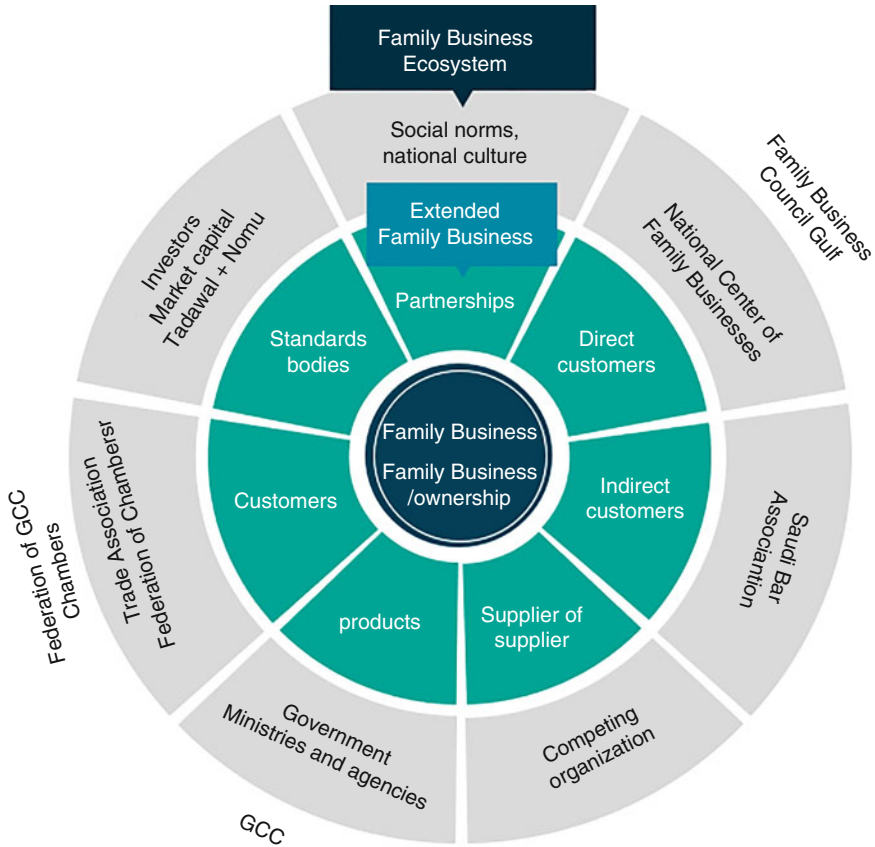 Family Business
Ecosystem
Social norms,
national culture
Extended
Family Business
Partnerships
Family Business
Council Gulf
National Center of
Family Businesses
Direct
customers
Indirect
customers
Saudi Bar
Associantion
Supplier of
supplier
Competing
organization
products
Government
Ministries and agencies
GCC
Customers
Trade Association
Federation of Chambersr
Federation of GCC
Chambers
Standards
bodies
Investors
Market capital
Tadawal + Nomu
Family Business
Family Business
/ownership